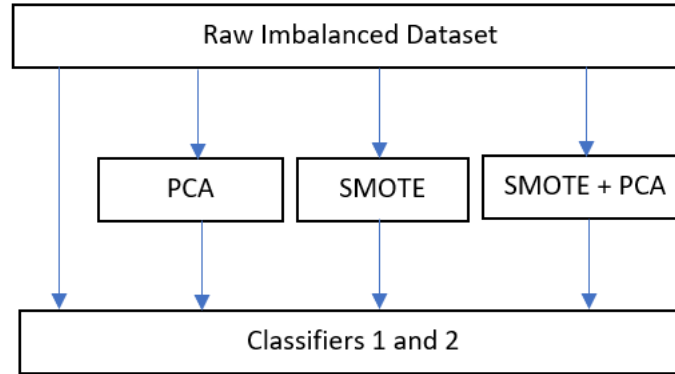 Raw Imbalanced Dataset
PCA
SMOTE
SMOTE + PCA
Classifiers 1 and 2